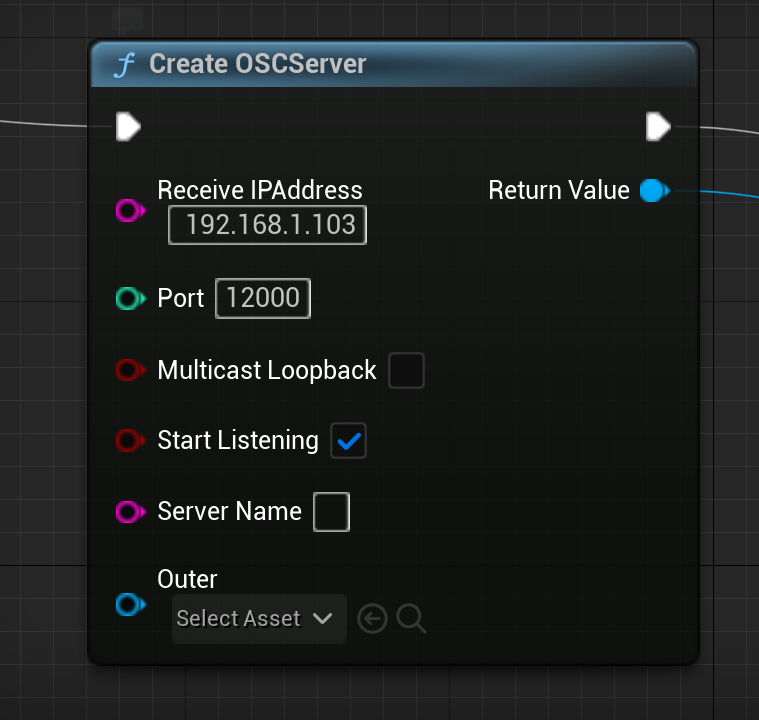 Create OSCServer
Receive IPAddress
192.168.1.103
Return Value
Port 12000
Multicast Loopback
Start Listening
Server Name
Outer
Select Asset